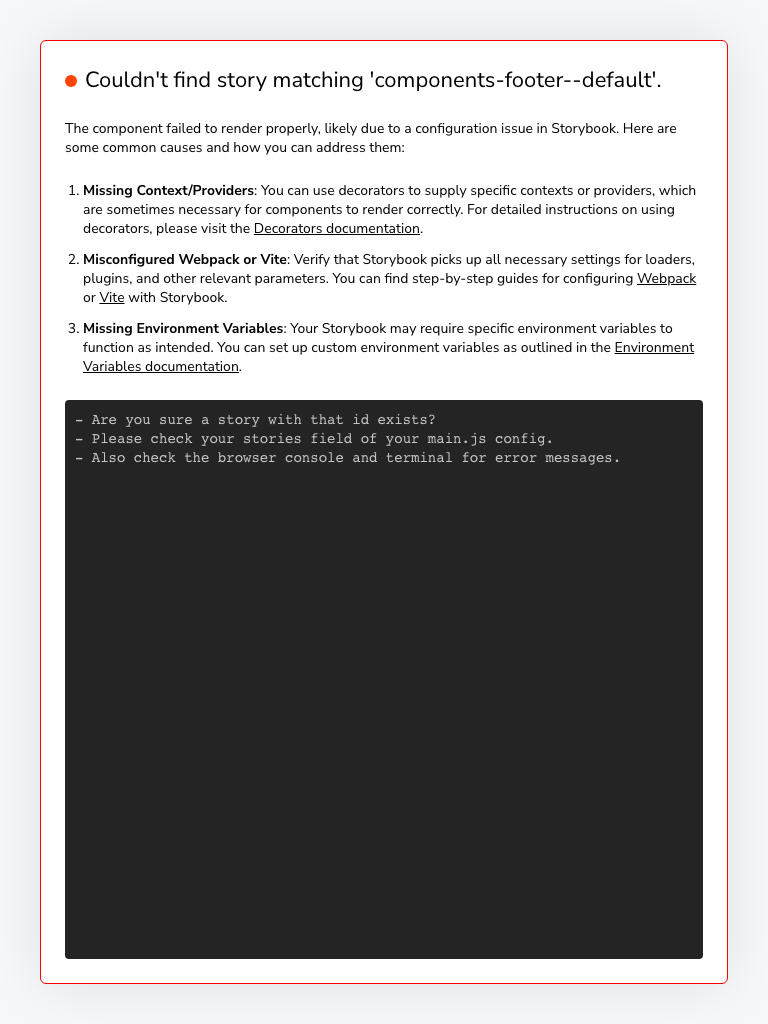 Couldn't find story matching 'components-footer--default'.
The component failed to render properly, likely due to a configuration issue in Storybook. Here are
some common causes and how you can address them:
1. Missing Context/Providers: You can use decorators to supply specific contexts or providers, which
are sometimes necessary for components to render correctly. For detailed instructions on using
decorators, please visit the Decorators documentation.
2. Misconfigured Webpack or Vite: Verify that Storybook picks up all necessary settings for loaders,
plugins, and other relevant parameters. You can find step-by-step guides for configuring Webpack
or Vite with Storybook.
3. Missing Environment Variables: Your Storybook may require specific environment variables to
function as intended. You can set up custom environment variables as outlined in the Environment
Variables documentation.
- Are you sure a story with that id exists?
- Please check your stories field of your main.js config.
- Also check the browser console and terminal for error messages.